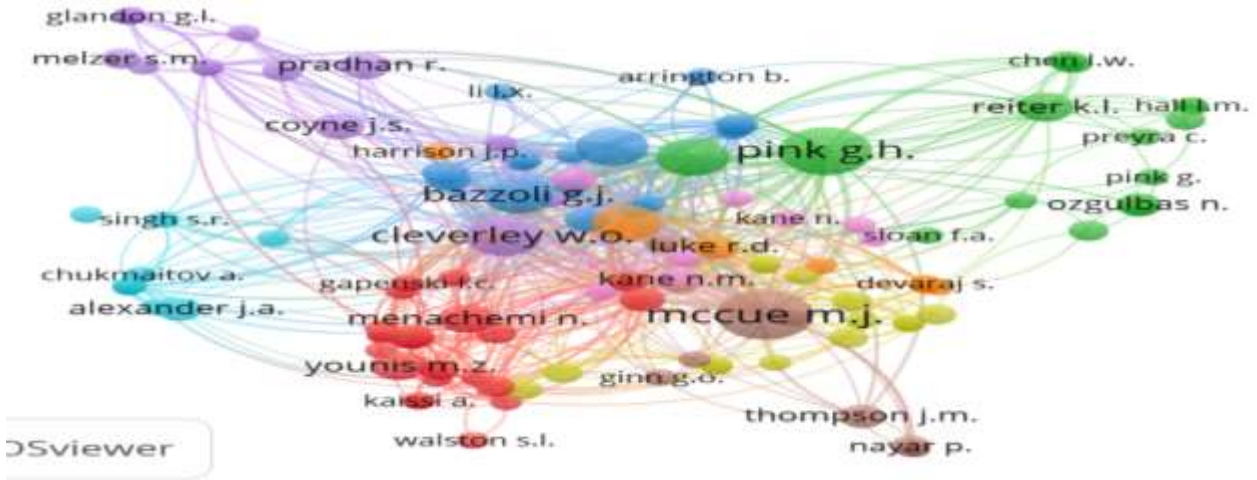 glandon g.l.
melzer s.m.
pradhan r.
arrington b.
chen l.w.
li l.x.
reiter k.l.
hall l.m.
coyne j.s.
preyra c.
harrison j.p.
pink g.h.
pink g.
bazzoli g.j.
ozgulbas n.
singh s.r.
kane n.
cleverley w.o.
luke r.d.
sloan f.a.
chukmaitov a.
gapenski l.c.
kane n.m.
devaraj s.
alexander j.a.
menachemi n.
mccue m.j.
younis m.z.
ginn g.o.
kaissi a.
thompson j.m.
walston s.l.
nayar p.
OSviewer